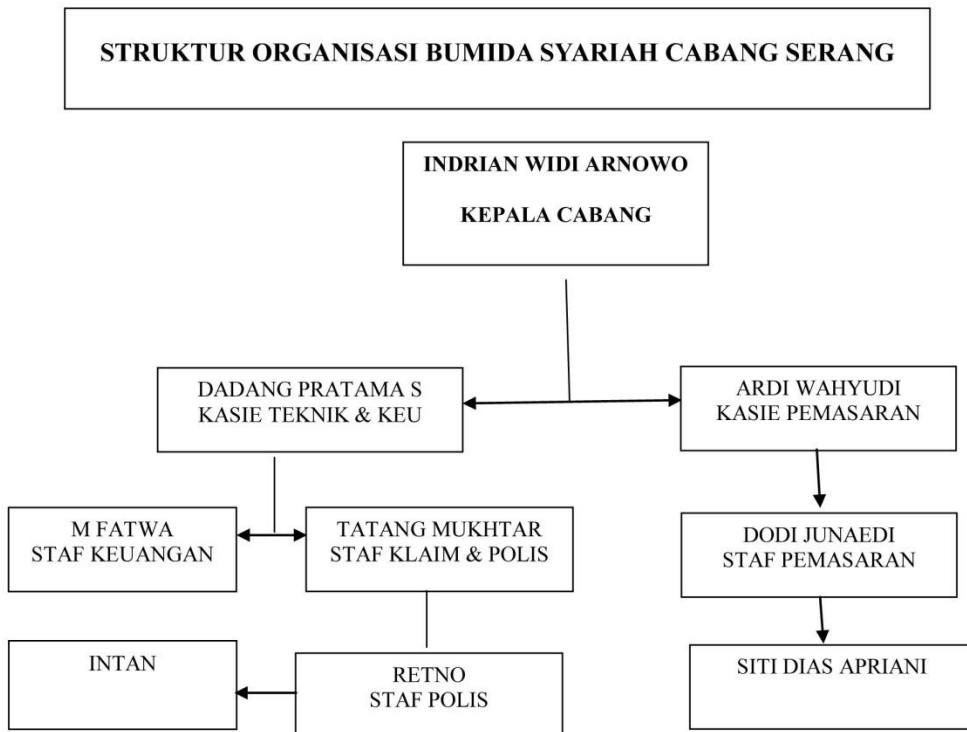 STRUKTUR ORGANISASI BUMIDA SYARIAH CABANG SERANG
INDRIAN WIDI ARNOWO
KEPALA CABANG
DADANG PRATAMA S
KASIE TEKNIK & KEU
ARDI WAHYUDI
KASIE PEMASARAN
M FATWA
STAF KEUANGAN
TATANG MUKHTAR
STAF KLAIM & POLIS
DODI JUNAEDI
STAF PEMASARAN
INTAN
RETNO
STAF POLIS
SITI DIAS APRIANI